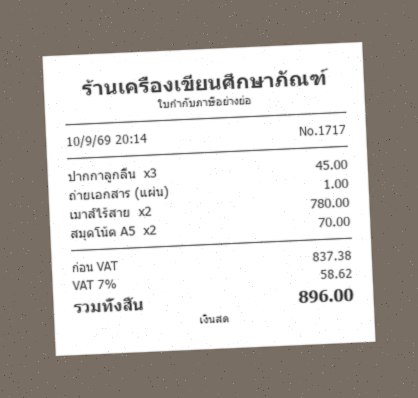 ร้านเครื่องเขียนศึกษาภัณฑ์
ใบกำกับภาษีอย่างย่อ
10/9/69 20:14 No.1717
ปากกาลูกลื่น x3 45.00
ถ่ายเอกสาร (แผ่น) 1.00
เมาส์ไร้สาย x2 780.00
สมุดโน้ต A5 x2 70.00
ก่อน VAT 837.38
VAT 7% 58.62
รวมทั้งสิ้น 896.00
เงินสด